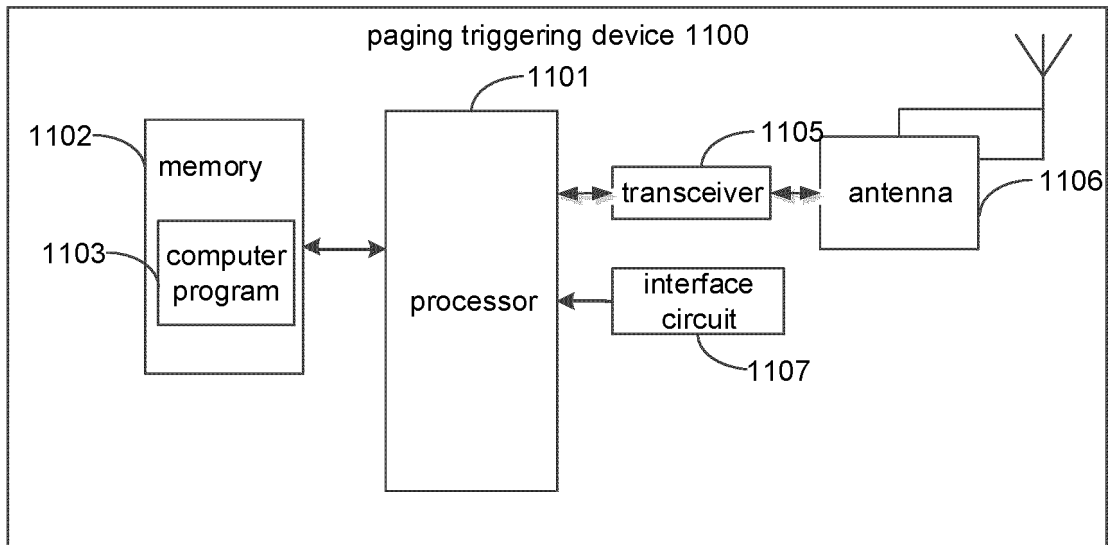 paging triggering device 1100
1101
1102
memory
1105
transceiver
antenna
1106
1103
computer
program
processor
interface
circuit
1107